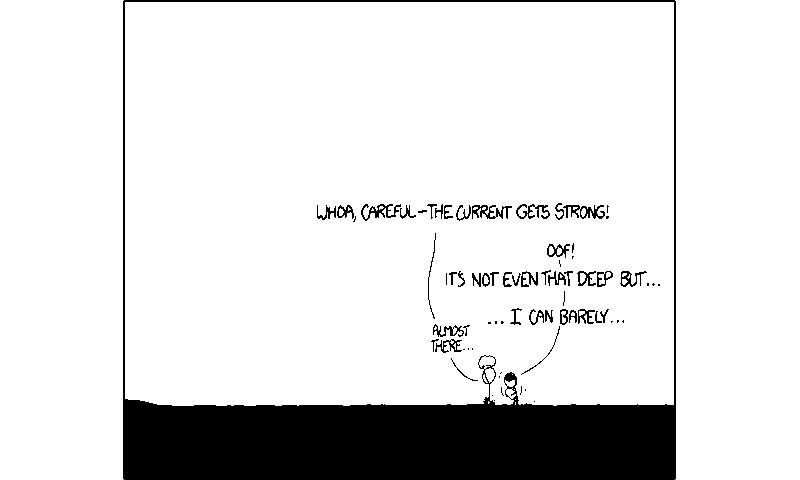 WHOA, CAREFUL—THE CURRENT GETS STRONG!
OOF!
IT'S NOT EVEN THAT DEEP BUT...
... I CAN BARELY...
ALMOST
THERE...